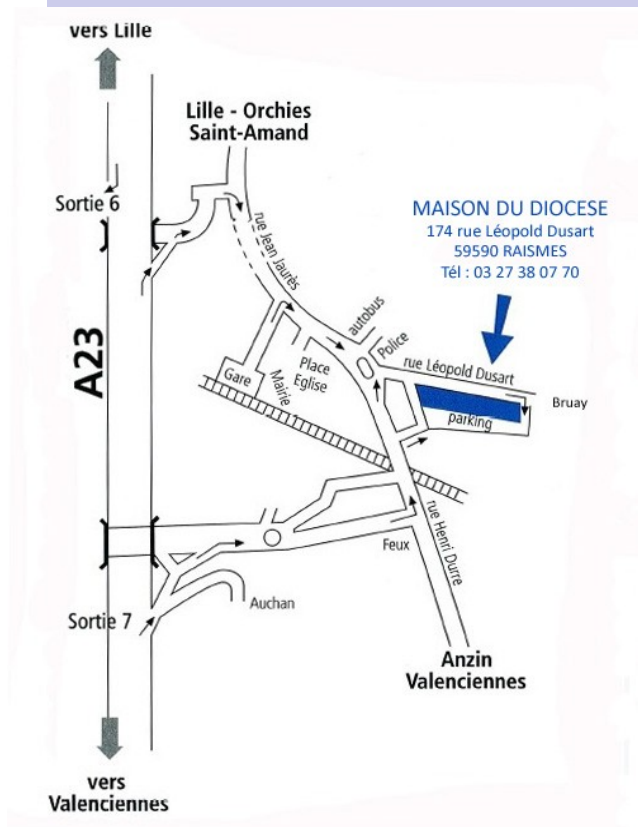 vers Lille
Lille - Orchies
Saint-Amand
Sortie 6
MAISON DU DIOCESE
174 rue Léopold Dusart
59590 RAISMES
Tél : 03 27 38 07 70
rue Jean Jaurès
autobus
Police
A23
rue Léopold Dusart
Place
Eglise
Gare
Mairie
Bruay
parking
rue Henri Durre
Feux
Auchan
Sortie 7
Anzin
Valenciennes
vers
Valenciennes